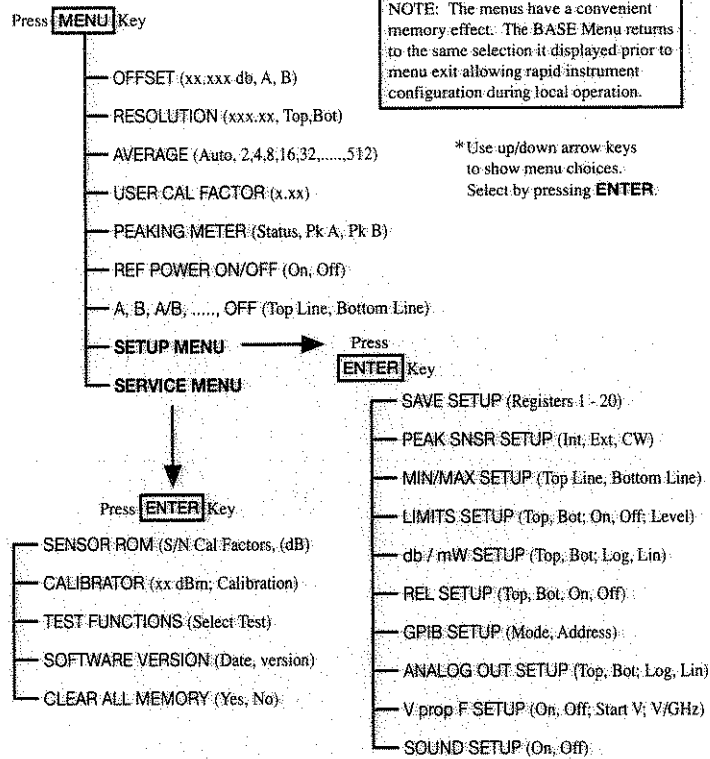 Press MENU Key
NOTE: The menus have a convenient
memory effect. The BASE Menu returns
to the same selection it displayed prior to
menu exit allowing rapid instrument
configuration during local operation.
OFFSET (xx.xxx db, A, B)
RESOLUTION (xxx.xx, Top,Bot)
AVERAGE (Auto, 2,4,8,16,32,.....,512)
USER CAL FACTOR (x.xx)
PEAKING METER (Status, Pk A, Pk B)
REF POWER ON/OFF (On, Off)
A, B, A/B, ....., OFF (Top Line, Bottom Line)
SETUP MENU
SERVICE MENU
*Use up/down arrow keys
to show menu choices.
Select by pressing ENTER.
Press
ENTER Key
SAVE SETUP (Registers 1 - 20)
PEAK SNSR SETUP (Int, Ext, CW)
MIN/MAX SETUP (Top Line, Bottom Line)
LIMITS SETUP (Top, Bot; On, Off; Level)
db / mW SETUP (Top, Bot; Log, Lin)
REL SETUP (Top, Bot, On, Off)
GPIB SETUP (Mode, Address)
ANALOG OUT SETUP (Top, Bot; Log, Lin)
V prop F SETUP (On, Off; Start V; V/GHz)
SOUND SETUP (On, Off)
Press ENTER Key
SENSOR ROM (S/N Cal Factors, (dB)
CALIBRATOR (xx dBm; Calibration)
TEST FUNCTIONS (Select Test)
SOFTWARE VERSION (Date, version)
CLEAR ALL MEMORY (Yes, No)